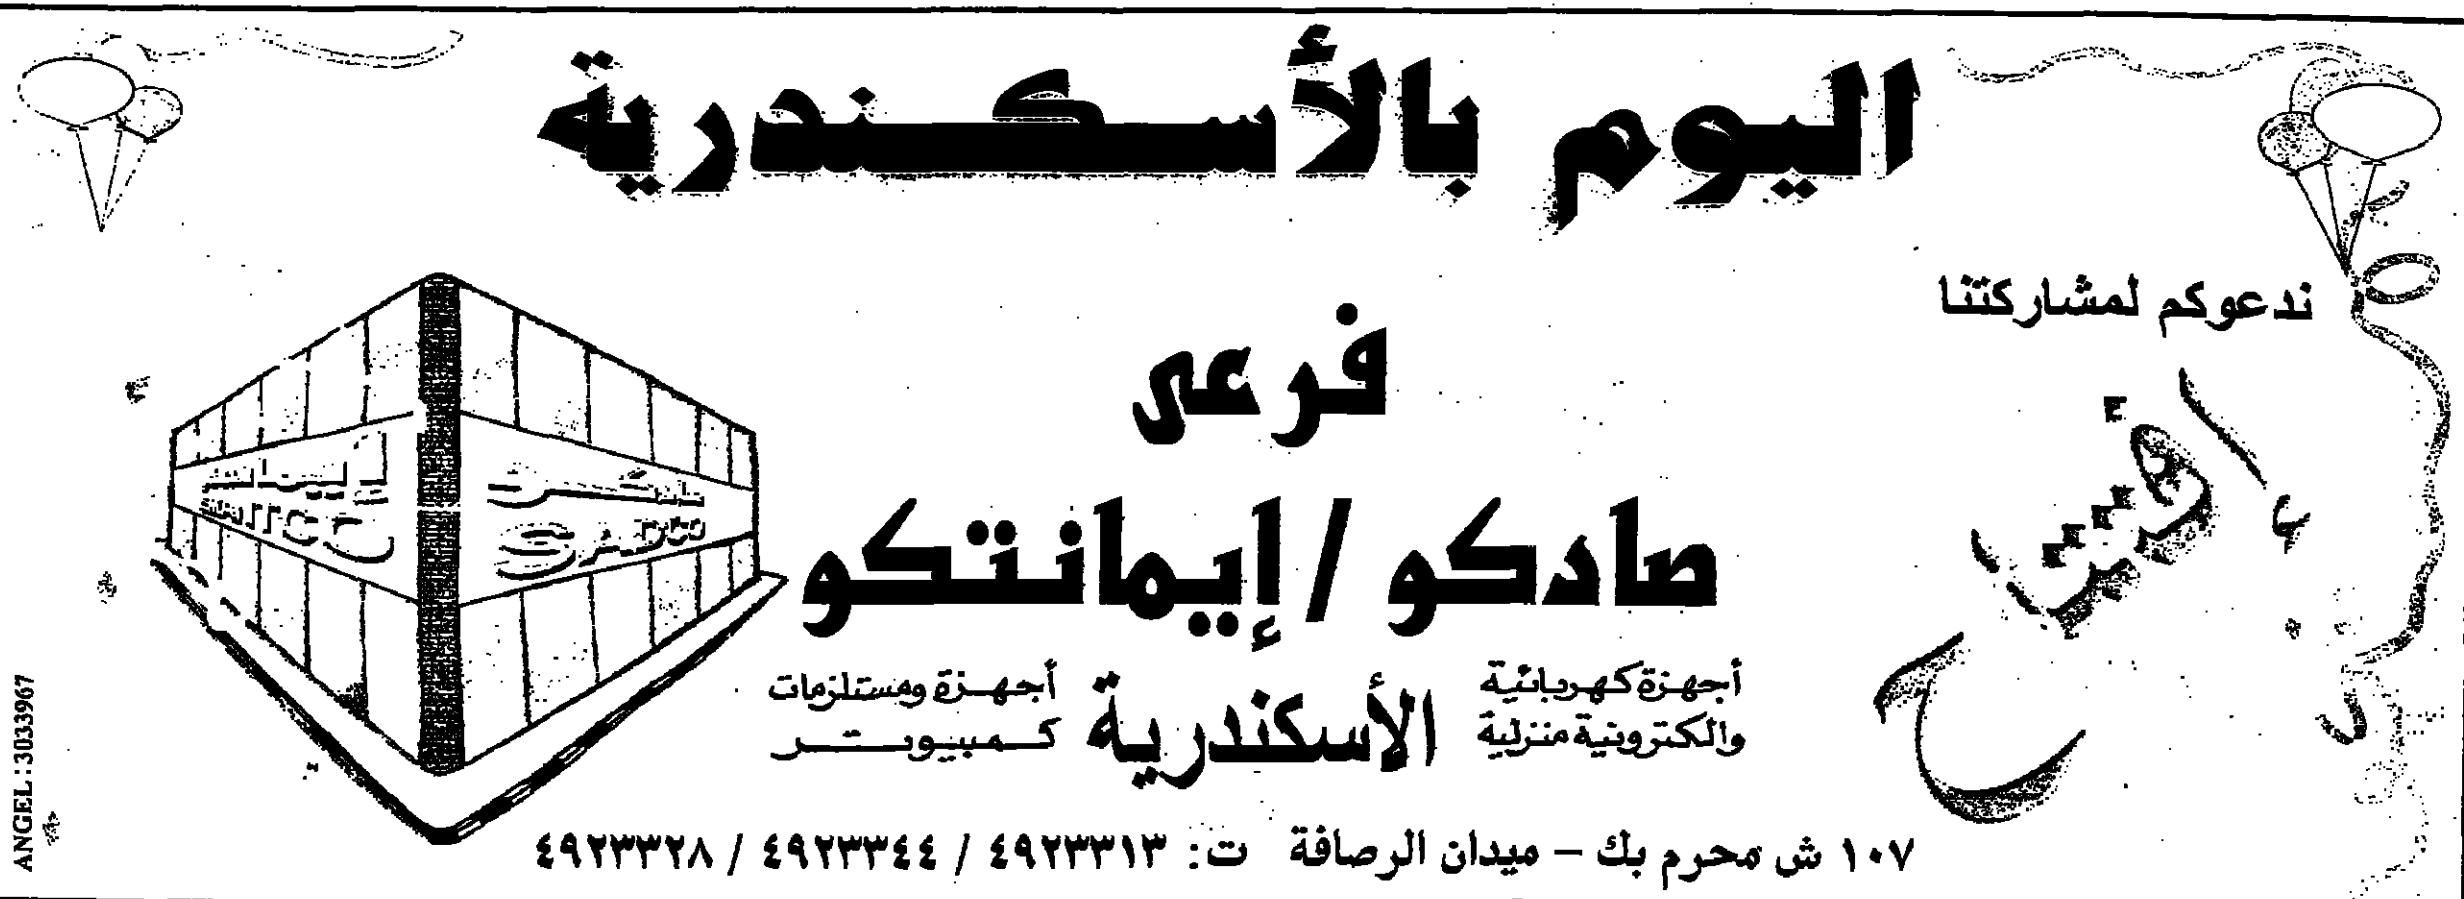 اليوم بالأسكندرية
ندعوكم لمشاركتنا
إفتتاح
فرعى
صادكو / إيمانتكو
أجهزة كهربائية
والكترونية منزلية
الأسكندرية
أجهزة ومستلزمات
كمبيوتر
١٠٧ ش محرم بك – ميدان الرصافة ت: ٤٩٢٣٣١٣ / ٤٩٢٣٣٤٤ / ٤٩٢٣٣٢٨
ANGEL : 3033967